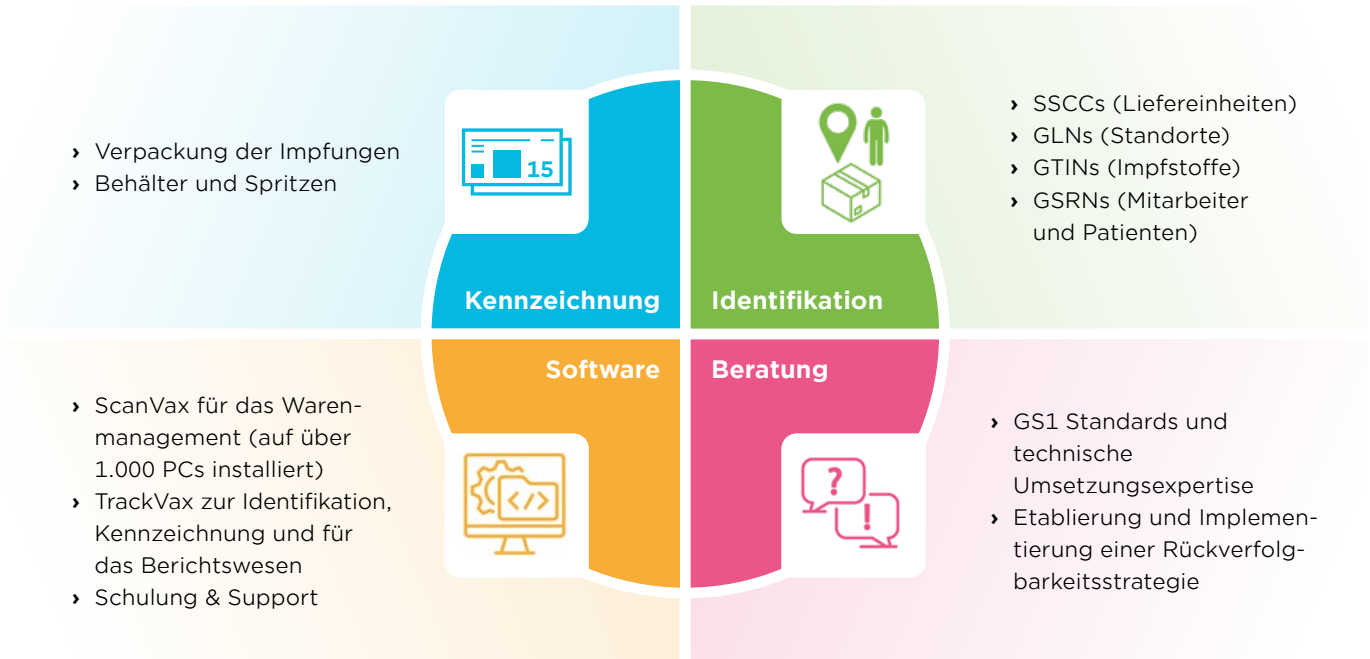 › Verpackung der Impfungen
› Behälter und Spritzen
15
Kennzeichnung
Identifikation
› SSCCs (Liefereinheiten)
› GLNs (Standorte)
› GTINs (Impfstoffe)
› GSRNs (Mitarbeiter
und Patienten)
Software
› ScanVax für das Waren-
management (auf über
1.000 PCs installiert)
› TrackVax zur Identifikation,
Kennzeichnung und für
das Berichtswesen
› Schulung & Support
</>
Beratung
?
!
› GS1 Standards und
technische
Umsetzungsexpertise
› Etablierung und Implemen-
tierung einer Rückverfolg-
barkeitsstrategie